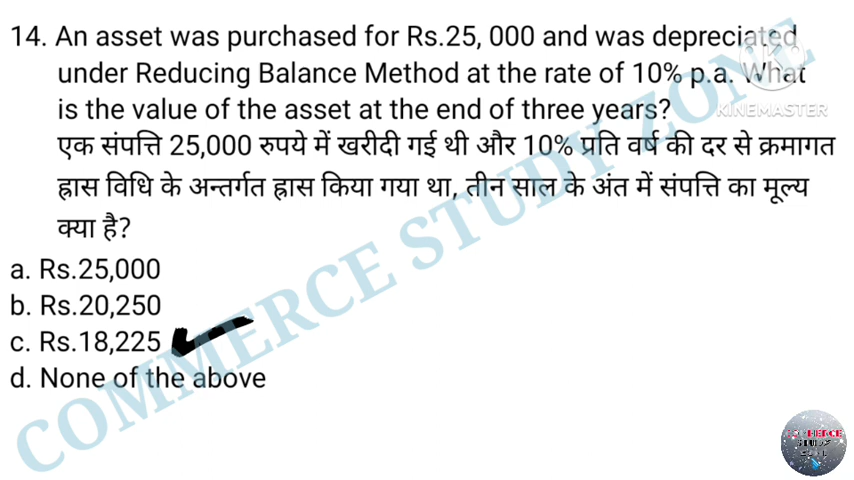 14. An asset was purchased for Rs.25, 000 and was depreciated
under Reducing Balance Method at the rate of 10% p.a. What
is the value of the asset at the end of three years?
एक संपत्ति 25,000 रुपये में खरीदी गई थी और 10% प्रति वर्ष की दर से क्रमागत
ह्रास विधि के अन्तर्गत ह्रास किया गया था, तीन साल के अंत में संपत्ति का मूल्य
क्या है?
a. Rs.25,000
b. Rs.20,250
c. Rs.18,225
d. None of the above
COMMERCE STUDY ZONE
KINEMASTER
COMMERCE
STUDY